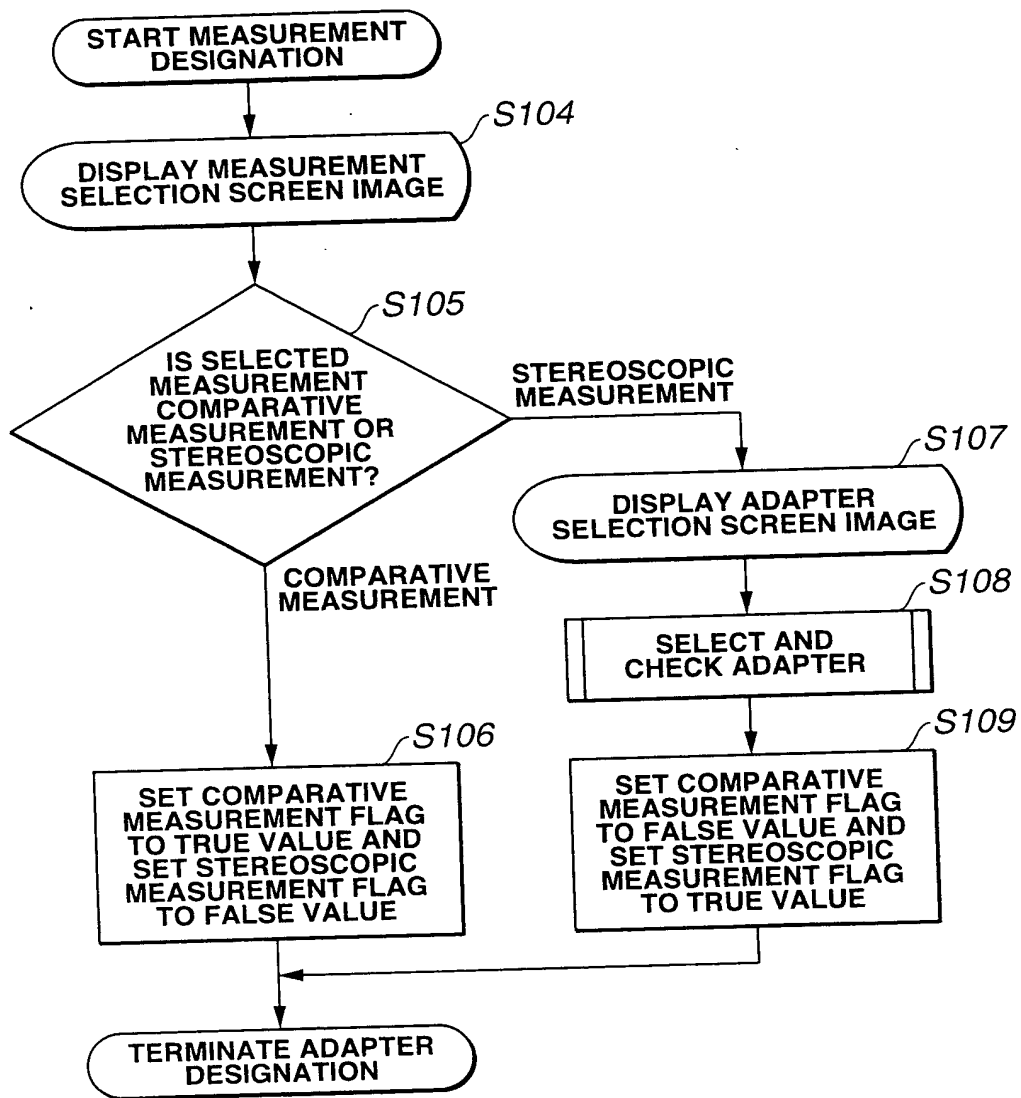 START MEASUREMENT
DESIGNATION
S104
DISPLAY MEASUREMENT
SELECTION SCREEN IMAGE
S105
IS SELECTED
MEASUREMENT
COMPARATIVE
MEASUREMENT OR
STEREOSCOPIC
MEASUREMENT?
STEREOSCOPIC
MEASUREMENT
S107
DISPLAY ADAPTER
SELECTION SCREEN IMAGE
COMPARATIVE
MEASUREMENT
S108
SELECT AND
CHECK ADAPTER
S106
SET COMPARATIVE
MEASUREMENT FLAG
TO TRUE VALUE AND
SET STEREOSCOPIC
MEASUREMENT FLAG
TO FALSE VALUE
S109
SET COMPARATIVE
MEASUREMENT FLAG
TO FALSE VALUE AND
SET STEREOSCOPIC
MEASUREMENT FLAG
TO TRUE VALUE
TERMINATE ADAPTER
DESIGNATION